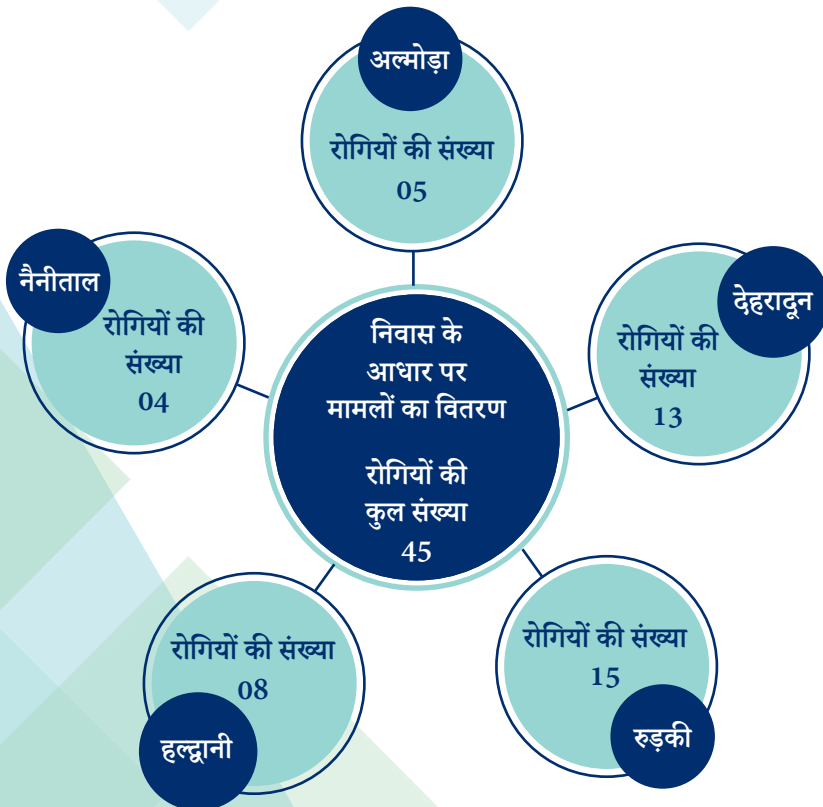 अल्मोड़ा
रोगियों की संख्या
05
नैनीताल
रोगियों की
संख्या
04
देहरादून
रोगियों की
संख्या
13
निवास के
आधार पर
मामलों का वितरण
रोगियों की
कुल संख्या
45
रोगियों की संख्या
08
हल्द्वानी
रोगियों की संख्या
15
रुड़की